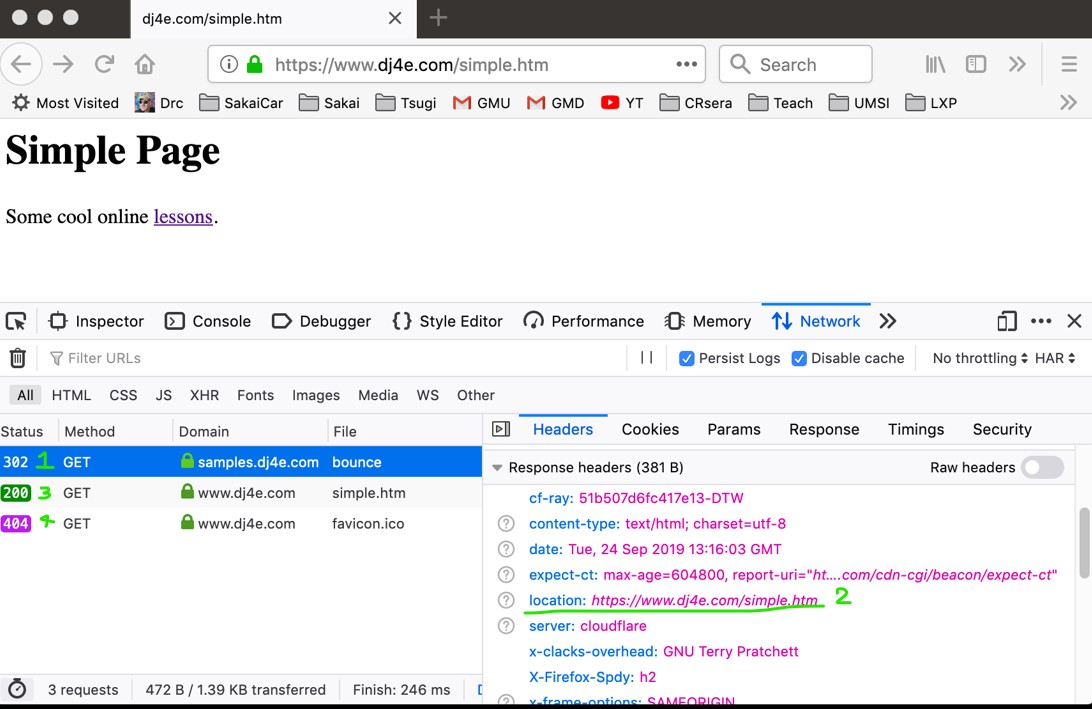 dj4e.com/simple.htm
https://www.dj4e.com/simple.htm
Search
Most Visited Drc SakaiCar Sakai Tsugi GMU GMD YT CRsera Teach UMSI LXP
Simple Page
Some cool online lessons.
Inspector Console Debugger Style Editor Performance Memory Network
Filter URLs Persist Logs Disable cache No throttling HAR
All HTML CSS JS XHR Fonts Images Media WS Other
Status Method Domain File
302 1 GET samples.dj4e.com bounce
200 3 GET www.dj4e.com simple.htm
404 4 GET www.dj4e.com favicon.ico
3 requests 472 B / 1.39 KB transferred Finish: 246 ms
Headers Cookies Params Response Timings Security
Response headers (381 B) Raw headers
cf-ray: 51b507d6fc417e13-DTW
content-type: text/html; charset=utf-8
date: Tue, 24 Sep 2019 13:16:03 GMT
expect-ct: max-age=604800, report-uri="ht….com/cdn-cgi/beacon/expect-ct"
location: https://www.dj4e.com/simple.htm 2
server: cloudflare
x-clacks-overhead: GNU Terry Pratchett
X-Firefox-Spdy: h2
x-frame-options: SAMEORIGIN